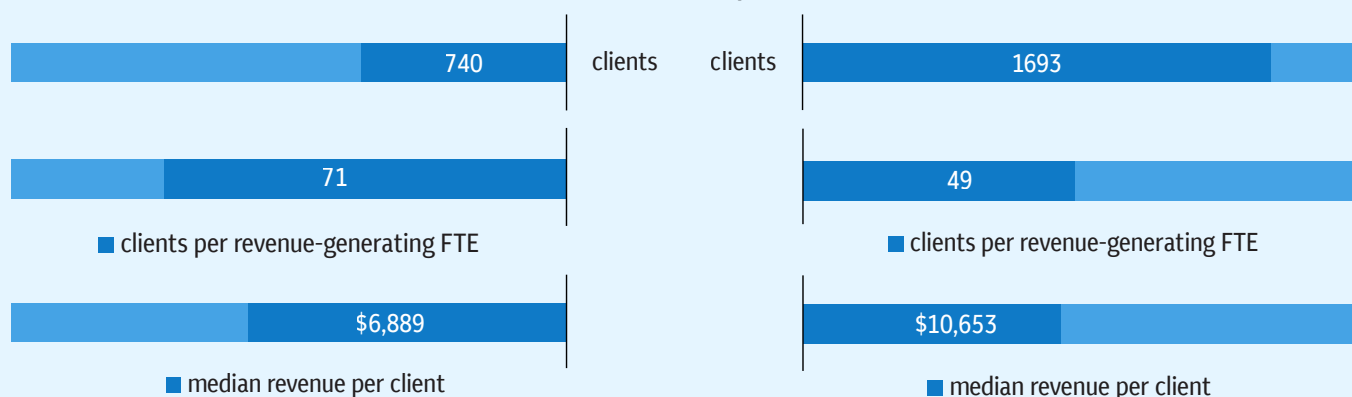 740 clients clients 1693
71 49
clients per revenue-generating FTE clients per revenue-generating FTE
$6,889 $10,653
median revenue per client median revenue per client